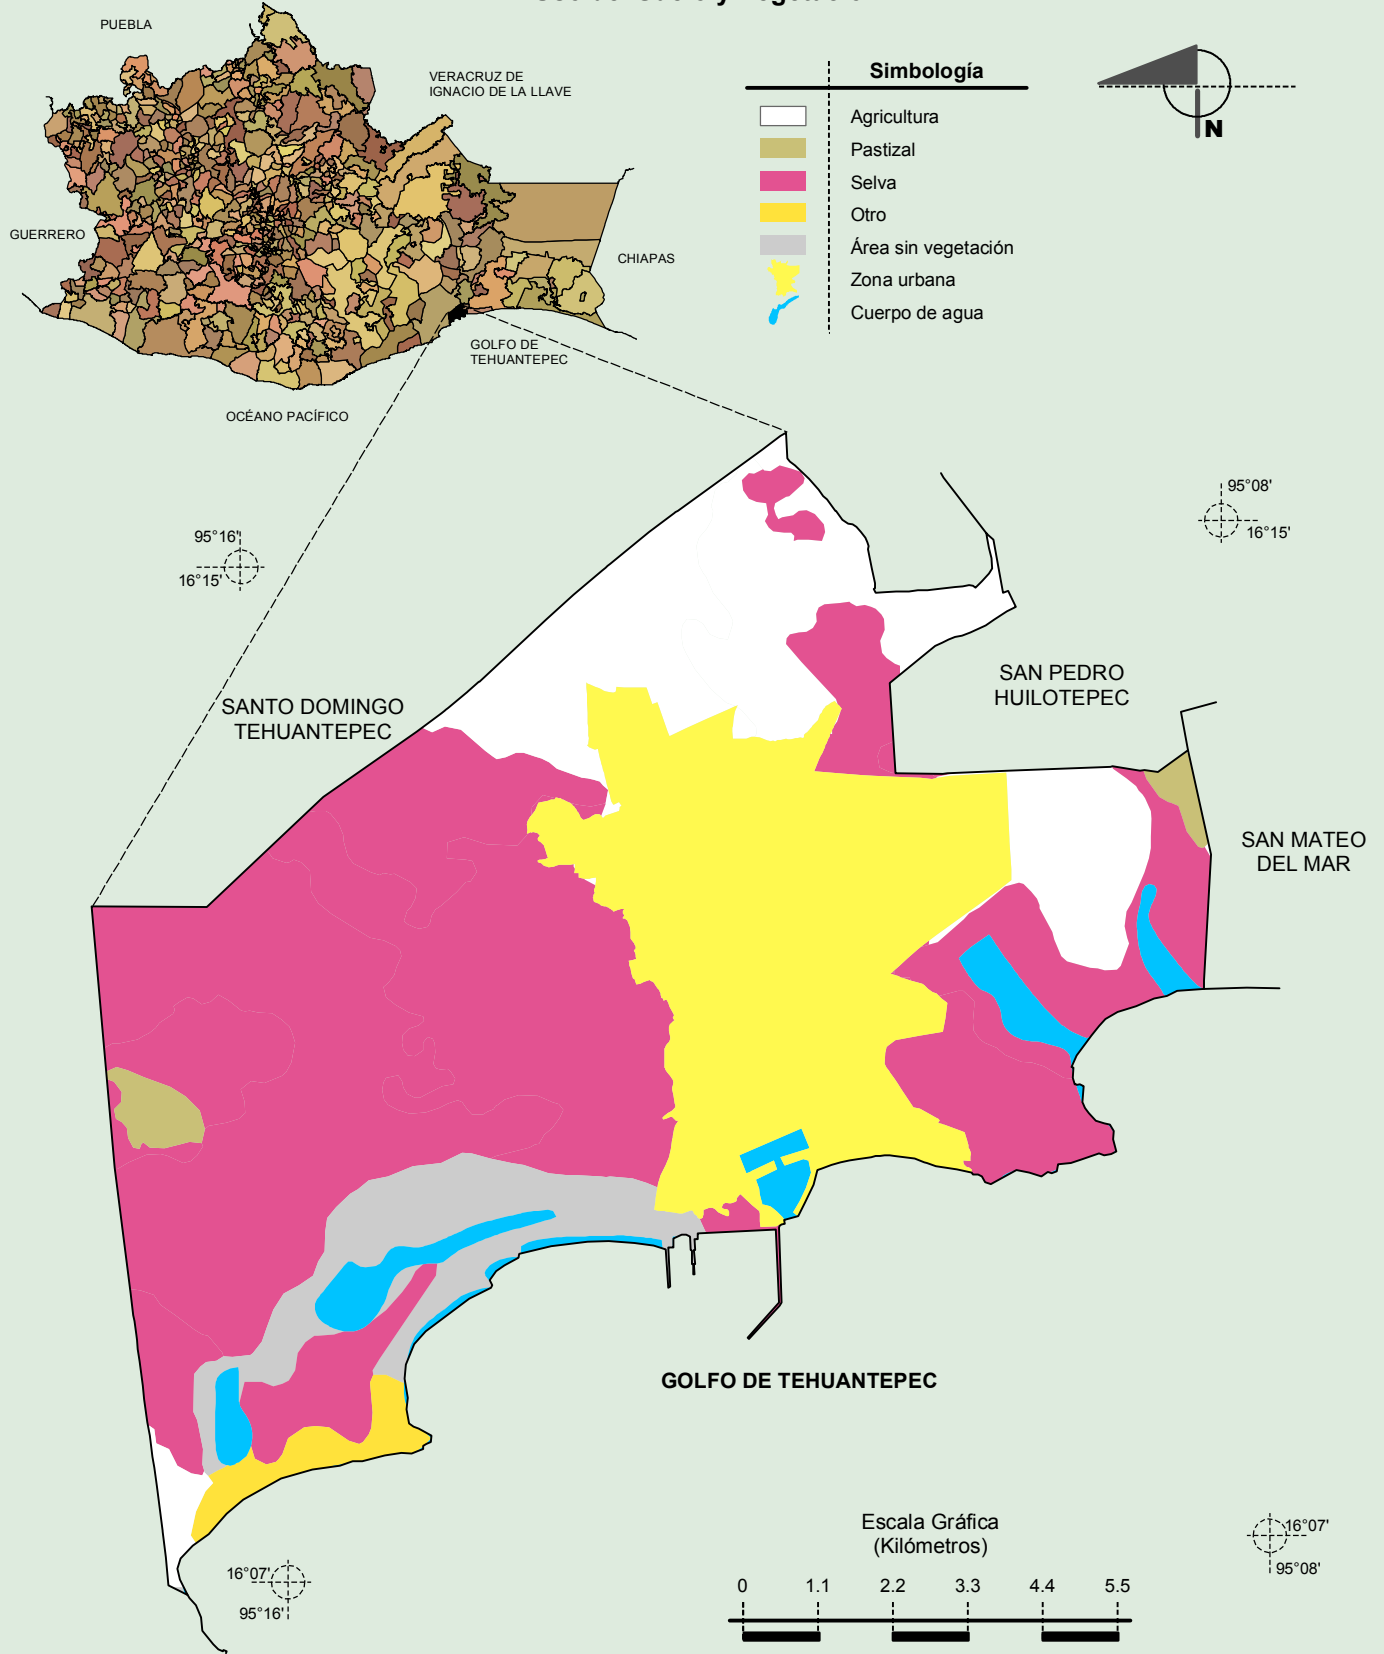 PUEBLA
VERACRUZ DE
IGNACIO DE LA LLAVE
GUERRERO
CHIAPAS
GOLFO DE
TEHUANTEPEC
OCÉANO PACÍFICO
Simbología
Agricultura
Pastizal
Selva
Otro
Área sin vegetación
Zona urbana
Cuerpo de agua
N
95°16'
16°15'
95°08'
16°15'
SANTO DOMINGO
TEHUANTEPEC
SAN PEDRO
HUILOTEPEC
SAN MATEO
DEL MAR
GOLFO DE TEHUANTEPEC
16°07'
95°16'
16°07'
95°08'
Escala Gráfica
(Kilómetros)
0 1.1 2.2 3.3 4.4 5.5